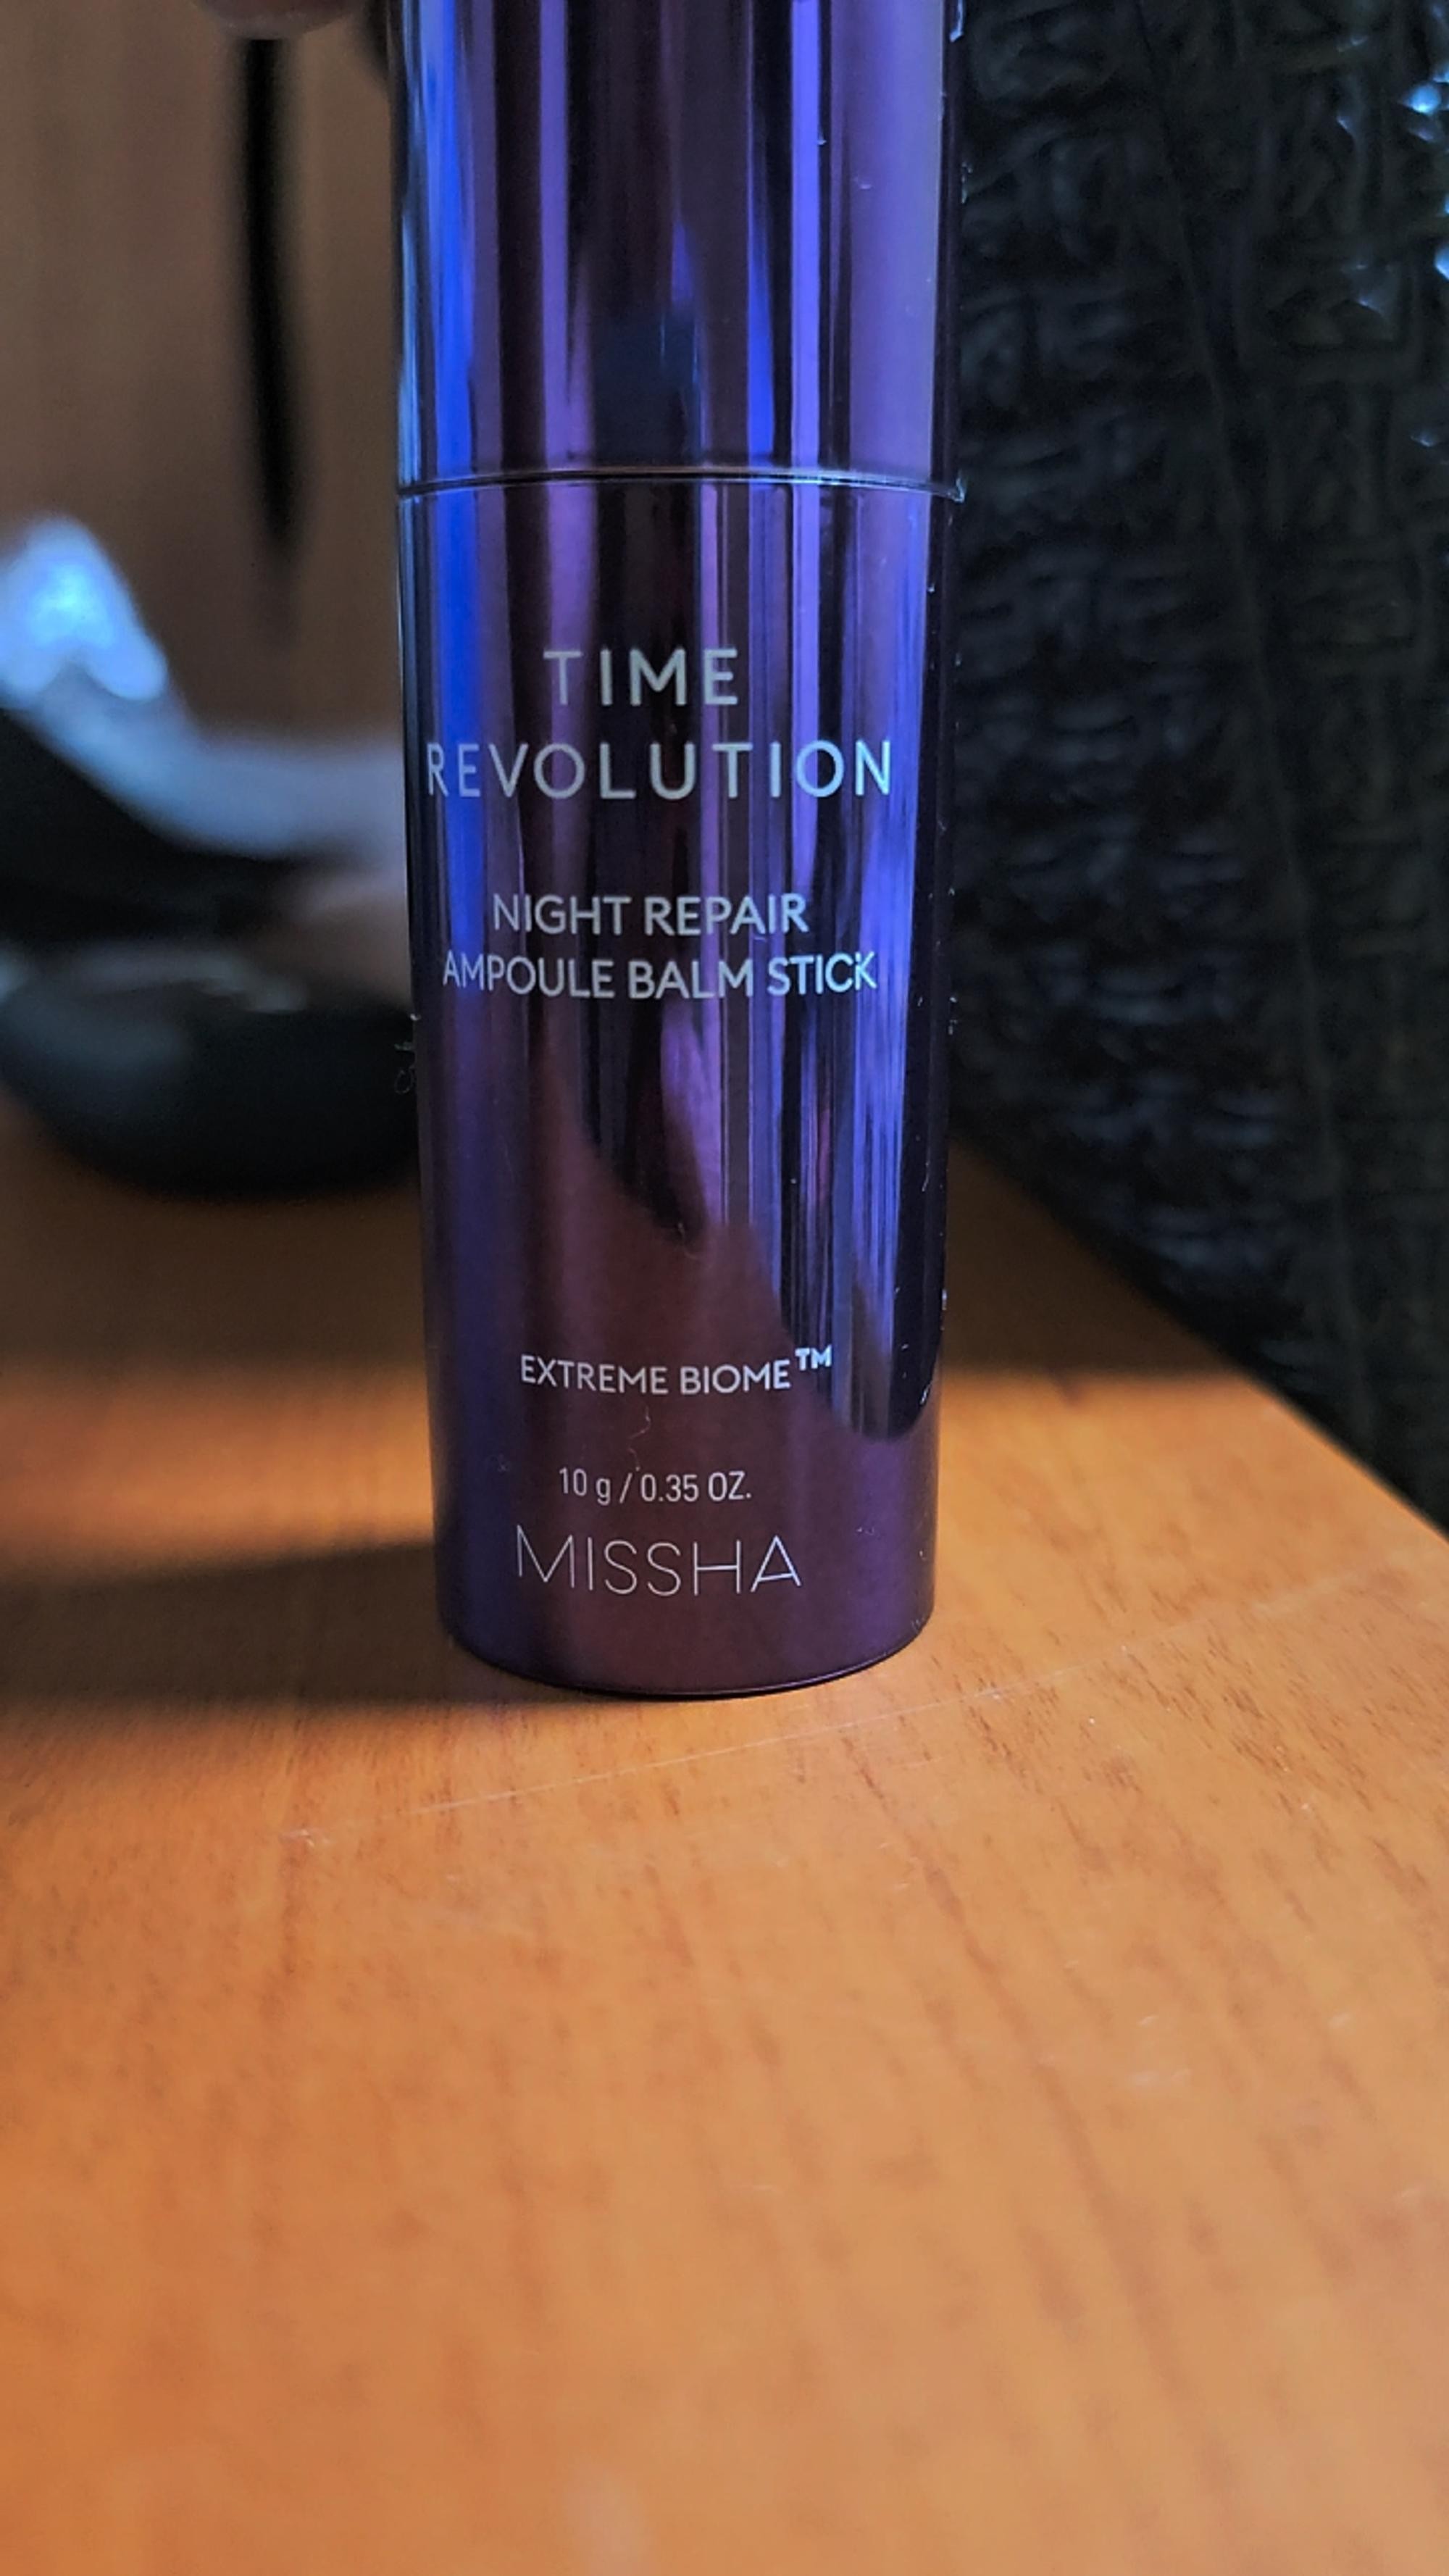 TIME
REVOLUTION
NIGHT REPAIR
AMPOULE BALM STICK
EXTREME BIOME™
10 g / 0.35 OZ.
MISSHA